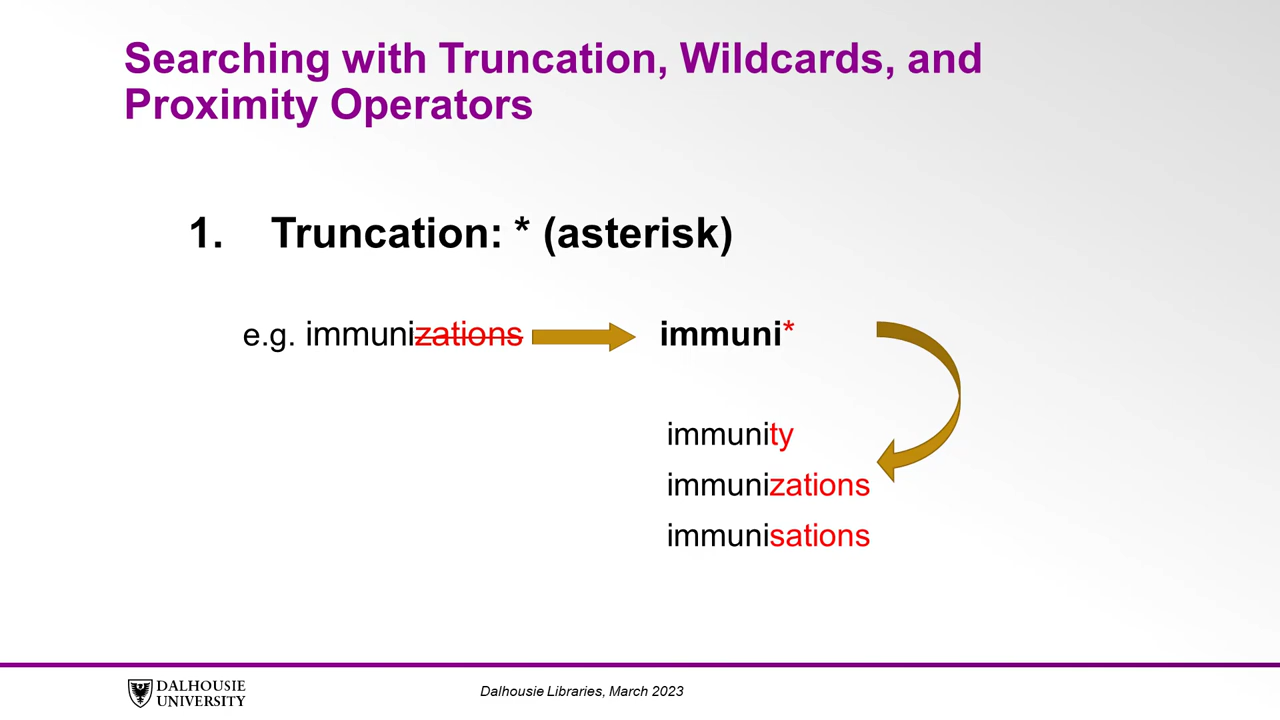 Searching with Truncation, Wildcards, and
Proximity Operators
1. Truncation: * (asterisk)
e.g. immunizations immuni*
immunity
immunizations
immunisations
DALHOUSIE
UNIVERSITY
Dalhousie Libraries, March 2023